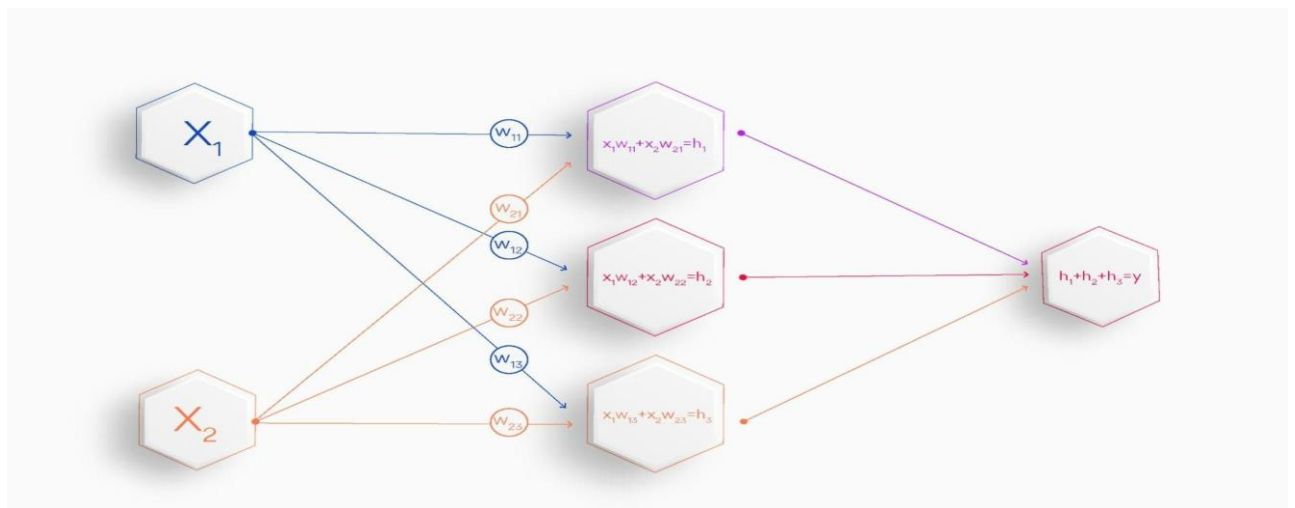 X₁
w₁₁
x₁w₁₁+x₂w₂₁=h₁
w₂₁
w₁₂
x₁w₁₂+x₂w₂₂=h₂
h₁+h₂+h₃=y
w₂₂
w₁₃
X₂
w₂₃
x₁w₁₃+x₂w₂₃=h₃